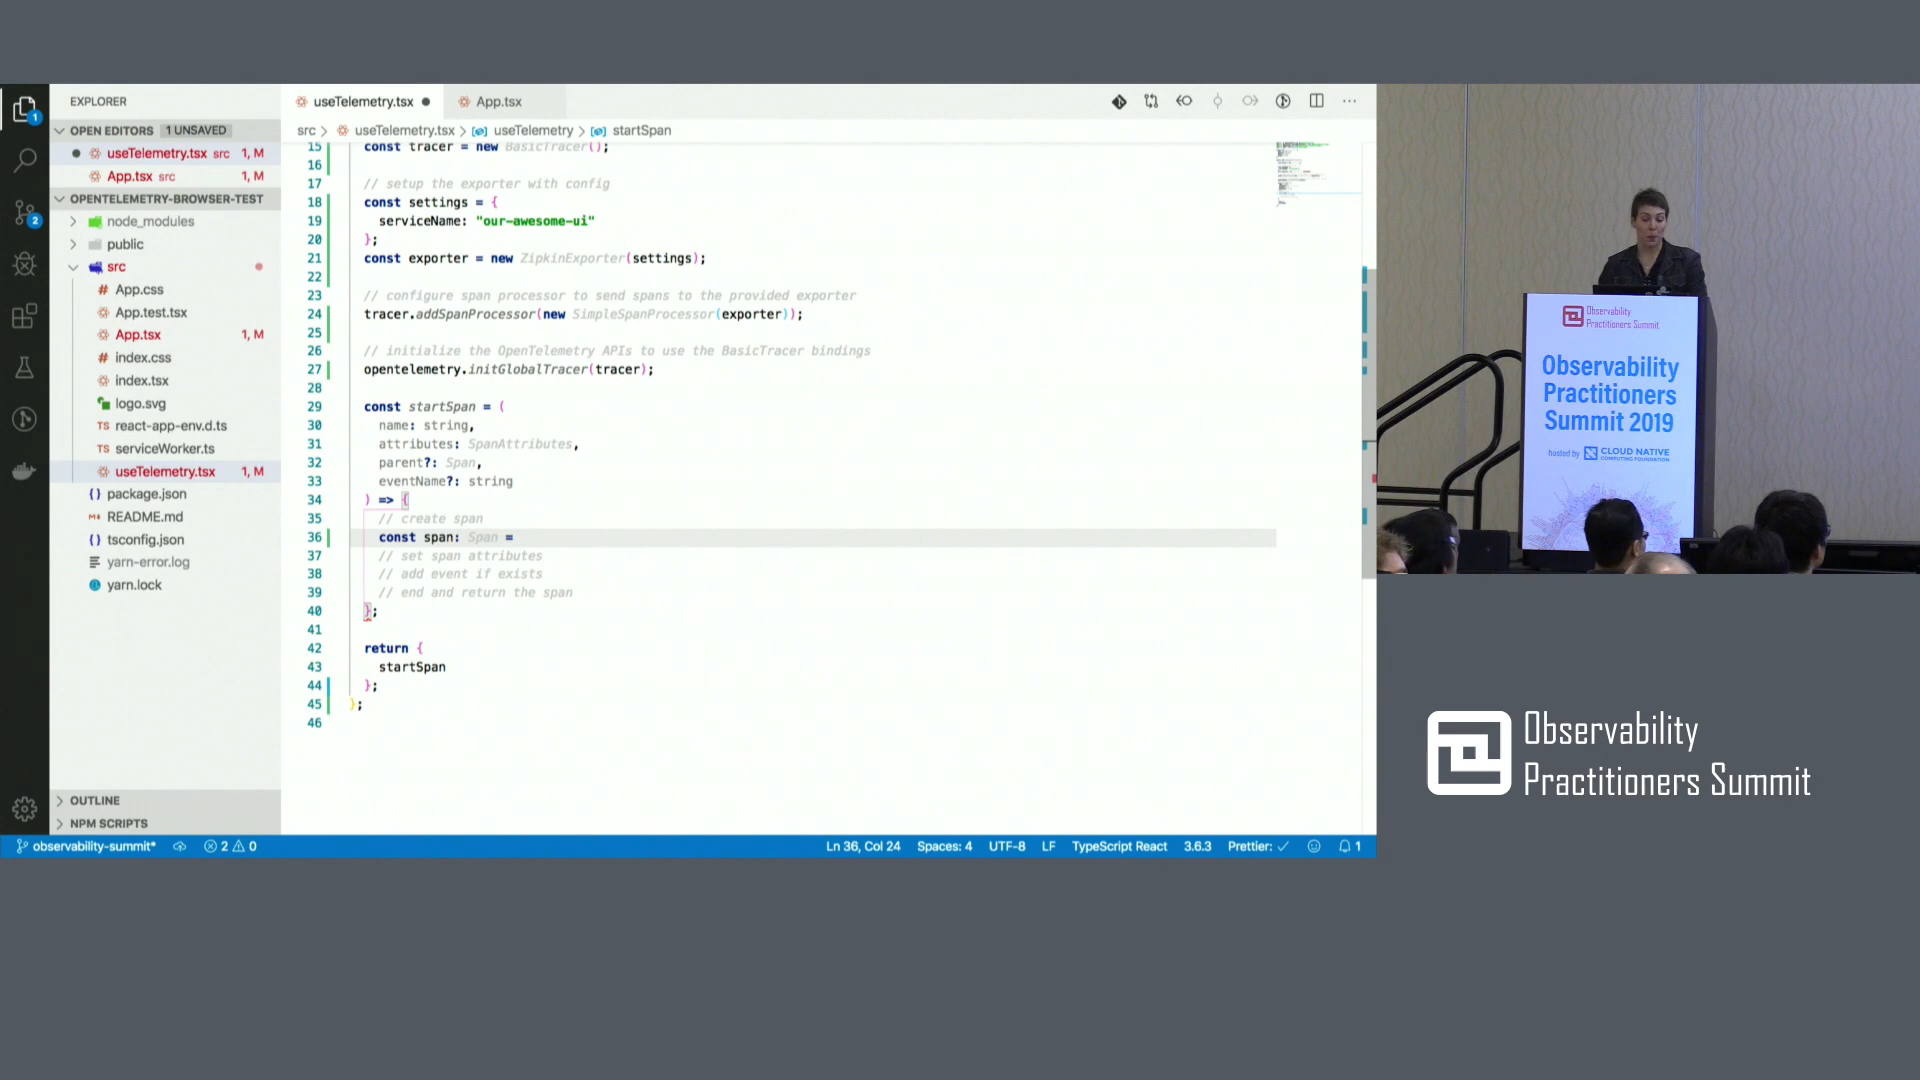 EXPLORER
OPEN EDITORS 1 UNSAVED
useTelemetry.tsx src 1, M
App.tsx src 1, M
OPENTELEMETRY-BROWSER-TEST
node_modules
public
src
App.css
App.test.tsx
App.tsx 1, M
index.css
index.tsx
logo.svg
react-app-env.d.ts
serviceWorker.ts
useTelemetry.tsx 1, M
package.json
README.md
tsconfig.json
yarn-error.log
yarn.lock
OUTLINE
NPM SCRIPTS
useTelemetry.tsx
App.tsx
src > useTelemetry.tsx > useTelemetry > startSpan
15 const tracer = new BasicTracer();
16
17 // setup the exporter with config
18 const settings = {
19 serviceName: "our-awesome-ui"
20 };
21 const exporter = new ZipkinExporter(settings);
22
23 // configure span processor to send spans to the provided exporter
24 tracer.addSpanProcessor(new SimpleSpanProcessor(exporter));
25
26 // initialize the OpenTelemetry APIs to use the BasicTracer bindings
27 opentelemetry.initGlobalTracer(tracer);
28
29 const startSpan = (
30 name: string,
31 attributes: SpanAttributes,
32 parent?: Span,
33 eventName?: string
34 ) => {
35 // create span
36 const span: Span =
37 // set span attributes
38 // add event if exists
39 // end and return the span
40 };
41
42 return {
43 startSpan
44 };
45 };
46
observability-summit* 2 0
Ln 36, Col 24 Spaces: 4 UTF-8 LF TypeScript React 3.6.3 Prettier: ✓ 1
Observability
Practitioners Summit
Observability
Practitioners
Summit 2019
hosted by CLOUD NATIVE
COMPUTING FOUNDATION
Observability
Practitioners Summit